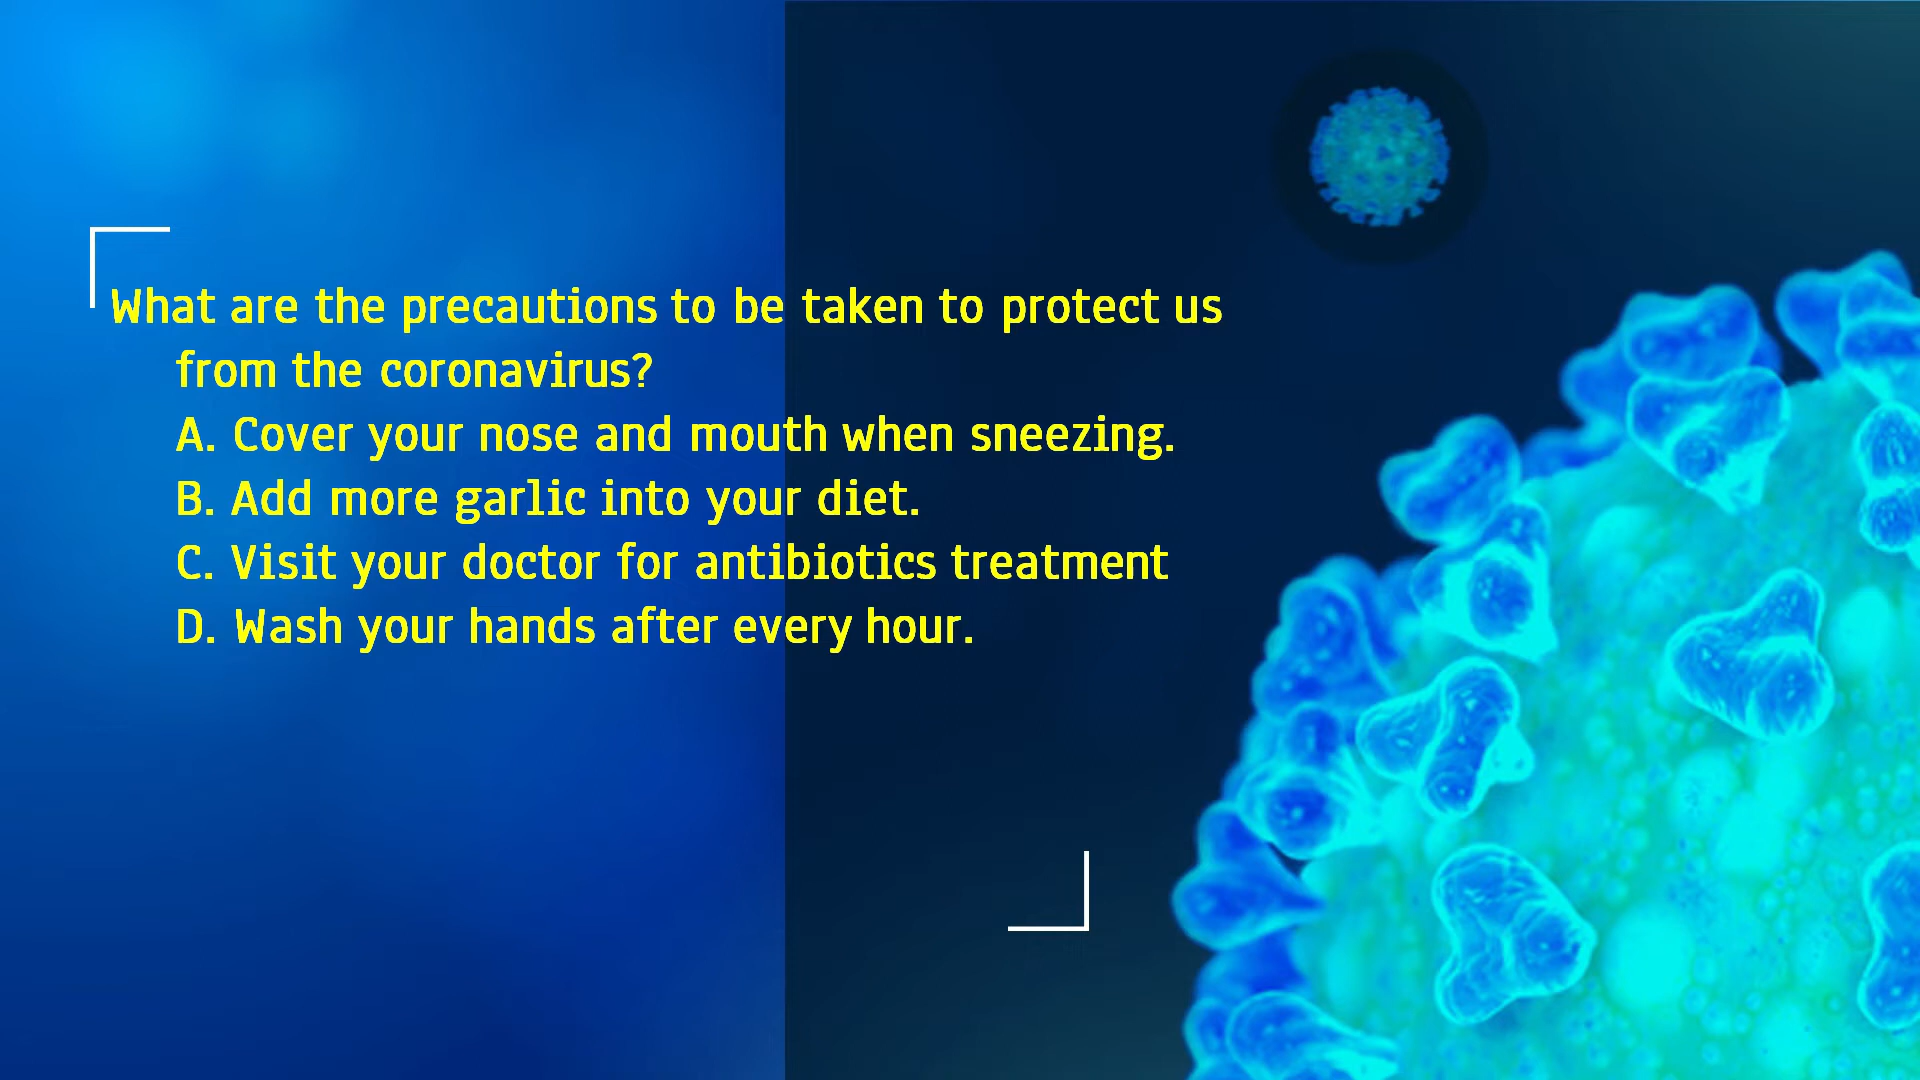 What are the precautions to be taken to protect us
from the coronavirus?
A. Cover your nose and mouth when sneezing.
B. Add more garlic into your diet.
C. Visit your doctor for antibiotics treatment
D. Wash your hands after every hour.